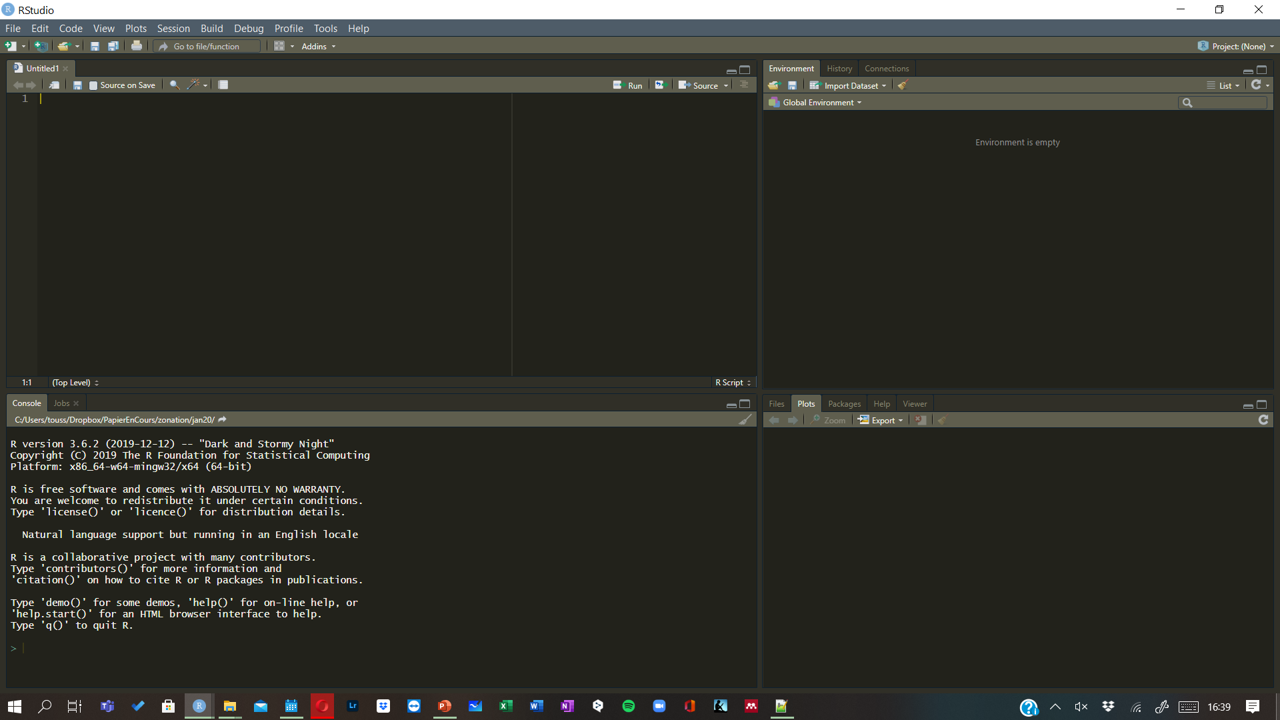 RStudio
File Edit Code View Plots Session Build Debug Profile Tools Help
Go to file/function Addins Project: (None)
Untitled1
Source on Save Run Source
1
1:1 (Top Level) R Script
Console Jobs
C:/Users/touss/Dropbox/PapierEnCours/zonation/jan20/
R version 3.6.2 (2019-12-12) -- "Dark and Stormy Night"
Copyright (C) 2019 The R Foundation for Statistical Computing
Platform: x86_64-w64-mingw32/x64 (64-bit)
R is free software and comes with ABSOLUTELY NO WARRANTY.
You are welcome to redistribute it under certain conditions.
Type 'license()' or 'licence()' for distribution details.
Natural language support but running in an English locale
R is a collaborative project with many contributors.
Type 'contributors()' for more information and
'citation()' on how to cite R or R packages in publications.
Type 'demo()' for some demos, 'help()' for on-line help, or
'help.start()' for an HTML browser interface to help.
Type 'q()' to quit R.
>
Environment History Connections
Import Dataset List
Global Environment
Environment is empty
Files Plots Packages Help Viewer
Zoom Export
16:39